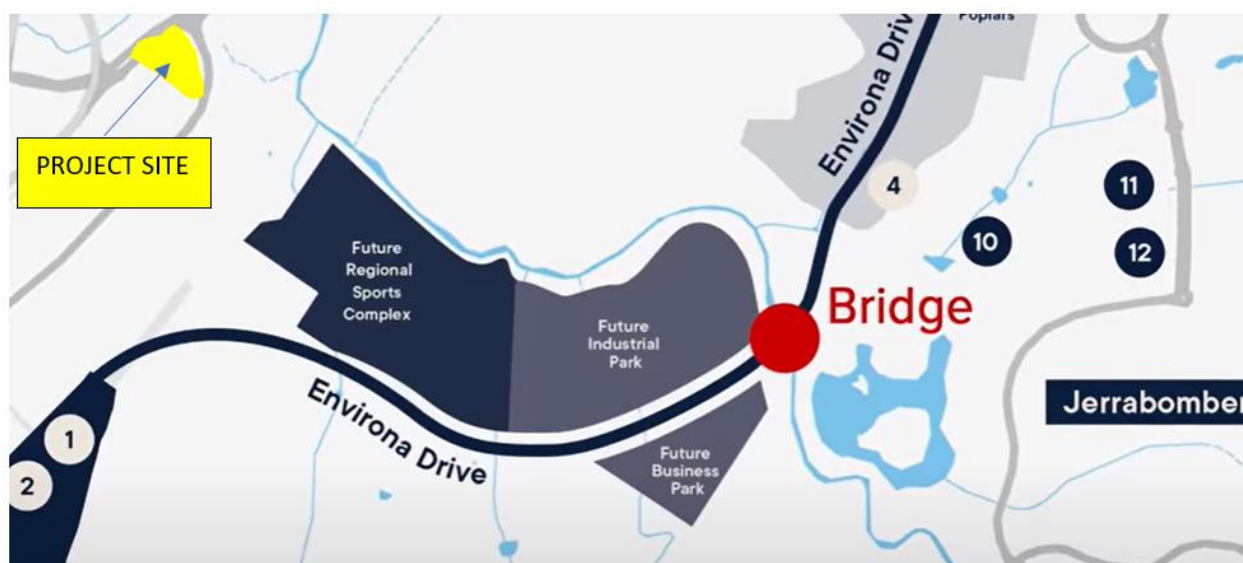 Poplars
Environa Drive
PROJECT SITE
4
11
10
12
Future
Regional
Sports
Complex
Bridge
Future
Industrial
Park
Environa Drive
Jerrabomber
1
2
Future
Business
Park